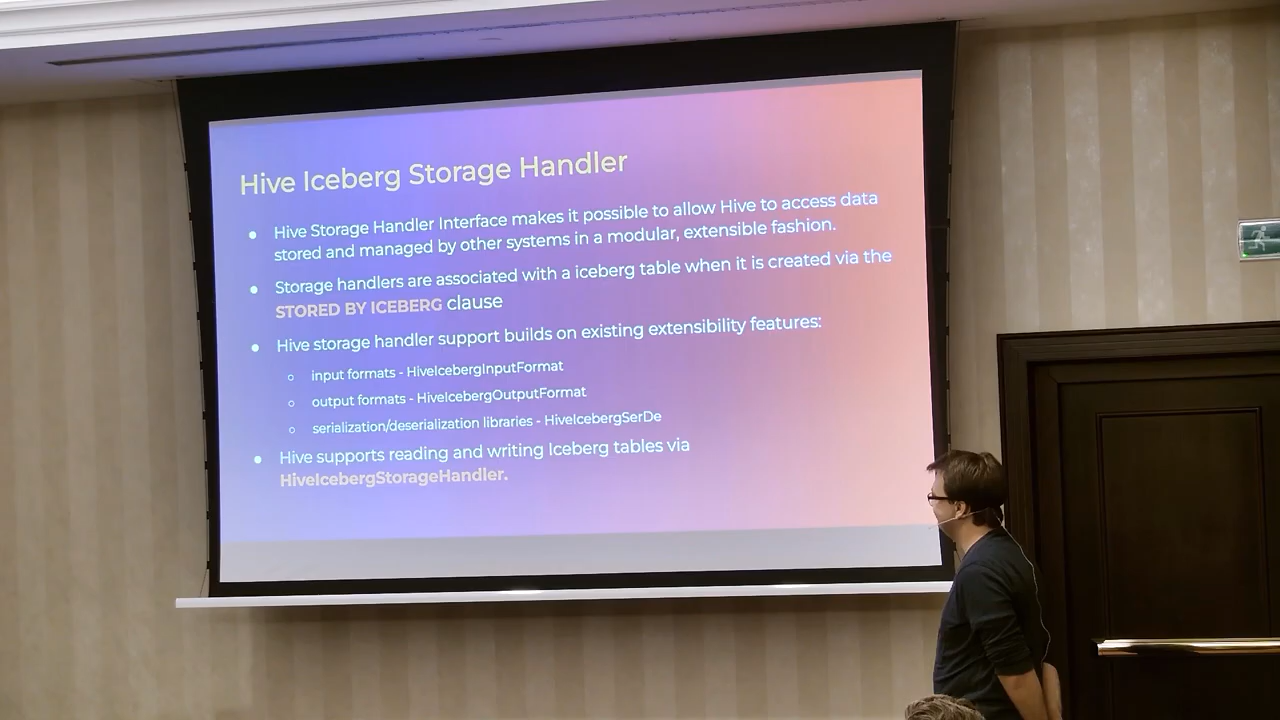 Hive Iceberg Storage Handler
● Hive Storage Handler Interface makes it possible to allow Hive to access data
stored and managed by other systems in a modular, extensible fashion.
● Storage handlers are associated with a iceberg table when it is created via the
STORED BY ICEBERG clause
● Hive storage handler support builds on existing extensibility features:
○ input formats - HiveIcebergInputFormat
○ output formats - HiveIcebergOutputFormat
○ serialization/deserialization libraries - HiveIcebergSerDe
● Hive supports reading and writing Iceberg tables via
HiveIcebergStorageHandler.